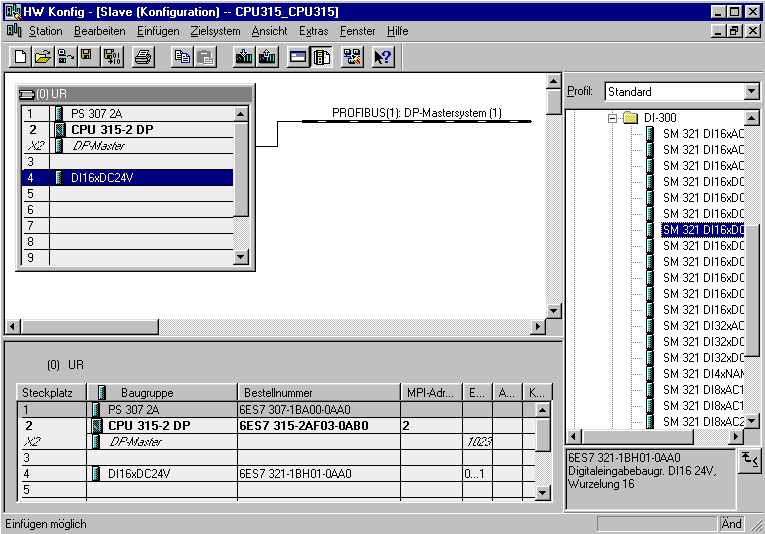 HW Konfig - [Slave (Konfiguration) -- CPU315_CPU315]
Station Bearbeiten Einfügen Zielsystem Ansicht Extras Fenster Hilfe
(0) UR
1 PS 307 2A
2 CPU 315-2 DP
X2 DP-Master
3
4 DI16xDC24V
5
6
7
8
9
PROFIBUS(1): DP-Mastersystem (1)
Profil: Standard
DI-300
SM 321 DI16xAC
SM 321 DI16xAC
SM 321 DI16xAC
SM 321 DI16xDC
SM 321 DI16xDC
SM 321 DI16xDC
SM 321 DI16xDC
SM 321 DI16xDC
SM 321 DI16xDC
SM 321 DI16xDC
SM 321 DI16xDC
SM 321 DI16xDC
SM 321 DI32xAC
SM 321 DI32xDC
SM 321 DI32xDC
SM 321 DI4xNAM
SM 321 DI8xAC1
SM 321 DI8xAC1
SM 321 DI8xAC2
6ES7 321-1BH01-0AA0
Digitaleingabebaugr. DI16 24V,
Wurzelung 16
(0) UR
Steckplatz Baugruppe Bestellnummer MPI-Adr... E... A... K...
1 PS 307 2A 6ES7 307-1BA00-0AA0
2 CPU 315-2 DP 6ES7 315-2AF03-0AB0 2
X2 DP-Master 1023
3
4 DI16xDC24V 6ES7 321-1BH01-0AA0 0...1
5
Einfügen möglich Änd